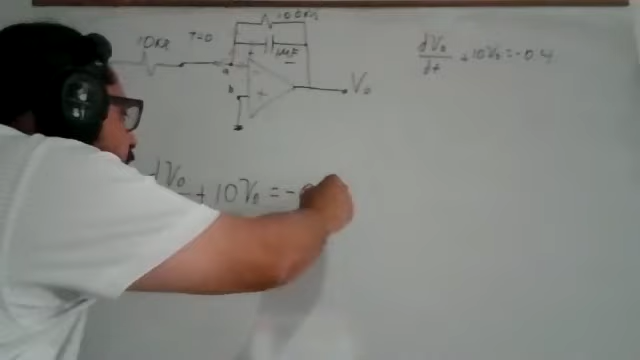 100KΩ
10KΩ
T=0
1µF
a
b
-
+
V₀
dV₀
dt + 10V₀ = -0.4
dV₀
+ 10V₀ = -